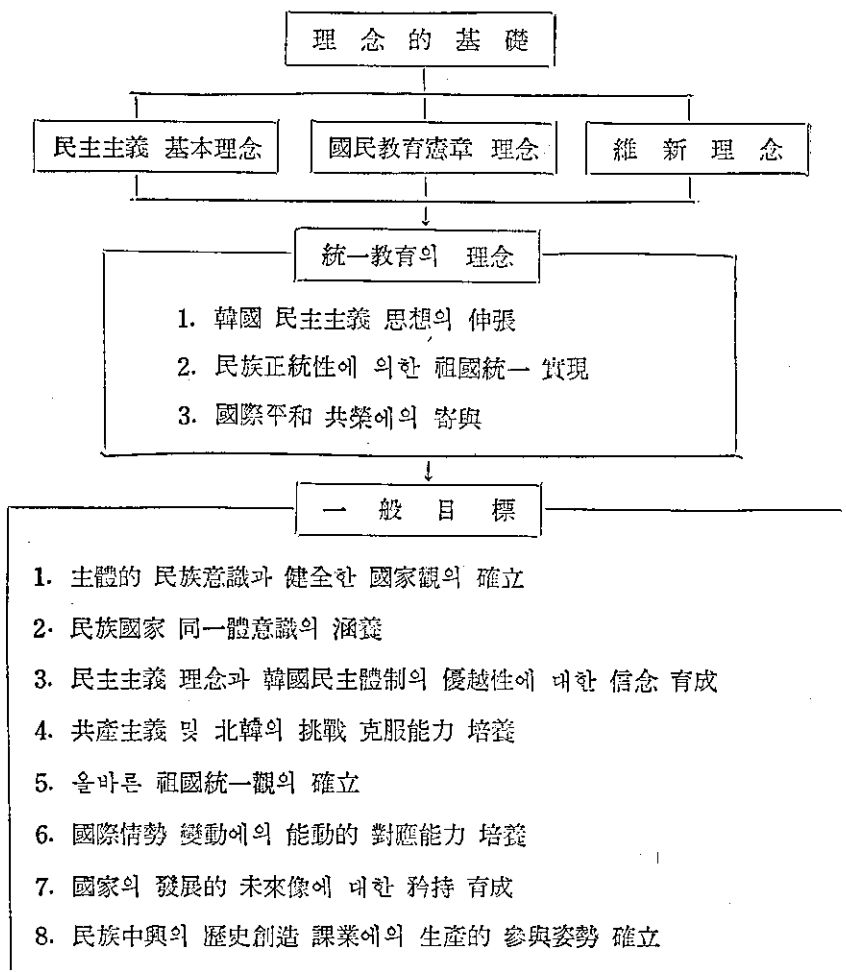 理念的基礎
民主主義 基本理念 國民教育憲章 理念 維新理念
統一教育의 理念
1. 韓國 民主主義 思想의 伸張
2. 民族正統性에 의한 祖國統一 實現
3. 國際平和 共榮에의 寄與
一般目標
1. 主體的 民族意識과 健全한 國家觀의 確立
2. 民族國家 同一體意識의 涵養
3. 民主主義 理念과 韓國民主體制의 優越性에 대한 信念 育成
4. 共產主義 및 北韓의 挑戰 克服能力 培養
5. 올바른 祖國統一觀의 確立
6. 國際情勢 變動에의 能動的 對應能力 培養
7. 國家의 發展的 未來像에 대한 矜持 育成
8. 民族中興의 歷史創造 課業에의 生產的 參與姿勢 確立